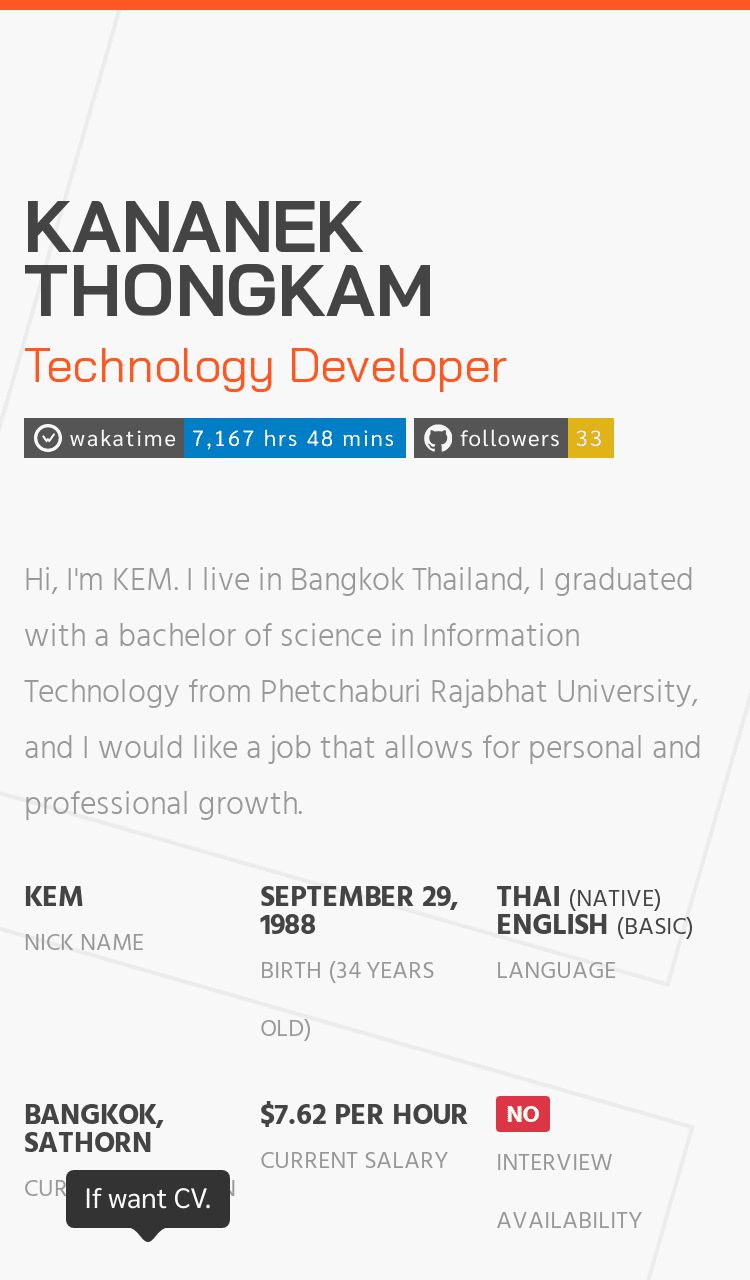 KANANEK
THONGKAM
Technology Developer
wakatime 7,167 hrs 48 mins followers 33
Hi, I'm KEM. I live in Bangkok Thailand, I graduated
with a bachelor of science in Information
Technology from Phetchaburi Rajabhat University,
and I would like a job that allows for personal and
professional growth.
KEM
NICK NAME
SEPTEMBER 29,
1988
BIRTH (34 YEARS
OLD)
THAI (NATIVE)
ENGLISH (BASIC)
LANGUAGE
BANGKOK,
SATHORN
$7.62 PER HOUR
CURRENT SALARY
NO
INTERVIEW
AVAILABILITY
If want CV.